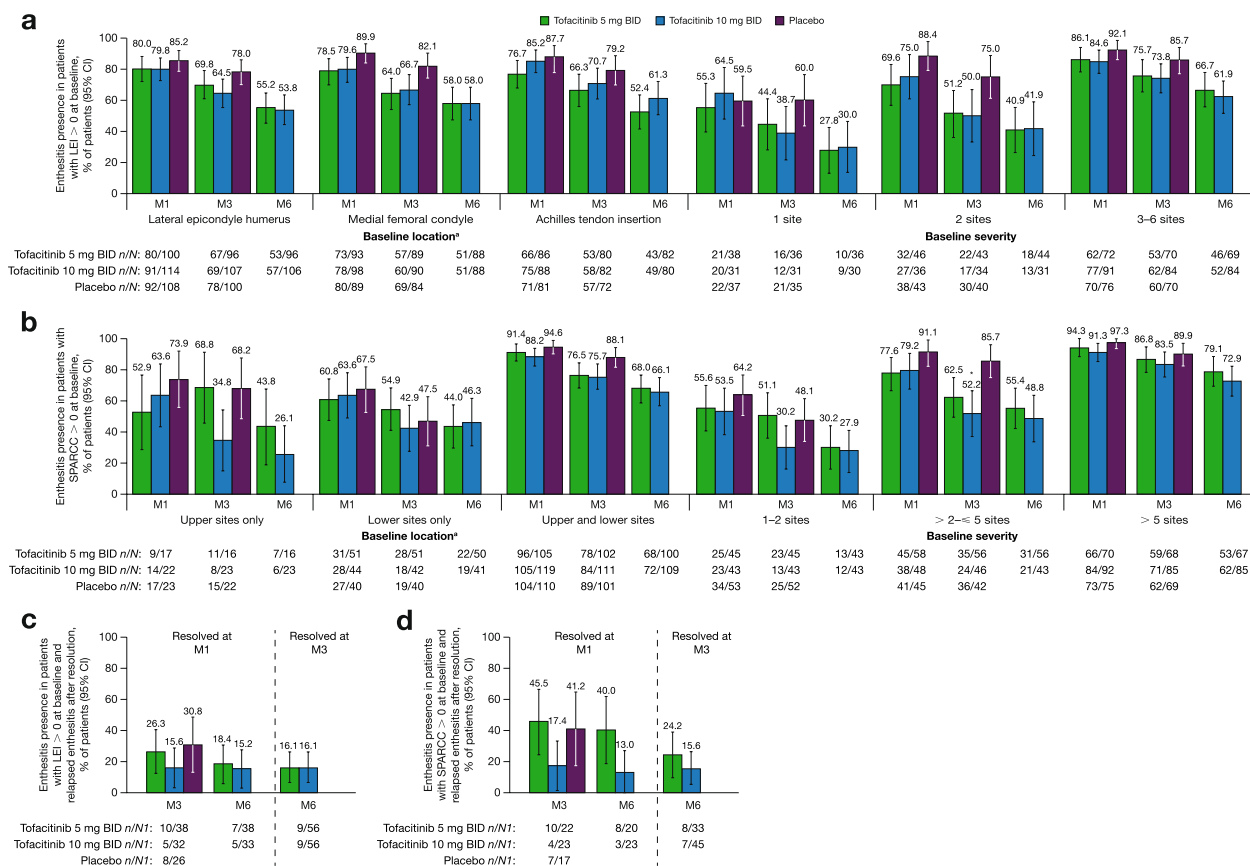 a
Tofacitinib 5 mg BID Tofacitinib 10 mg BID Placebo
Enthesitis presence in patients
with LEI > 0 at baseline,
% of patients (95% CI)
100
80
60
40
20
0
80.0 79.8 85.2 69.8 64.5 78.0 55.2 53.8
78.5 79.6 89.9 64.0 66.7 82.1 58.0 58.0
76.7 85.2 87.7 66.3 70.7 79.2 52.4 61.3
55.3 64.5 59.5 44.4 38.7 60.0 27.8 30.0
69.6 75.0 88.4 51.2 50.0 75.0 40.9 41.9
86.1 84.6 92.1 75.7 73.8 85.7 66.7 61.9
M1 M3 M6 M1 M3 M6 M1 M3 M6 M1 M3 M6 M1 M3 M6 M1 M3 M6
Lateral epicondyle humerus Medial femoral condyle Achilles tendon insertion 1 site 2 sites 3–6 sites
Baseline locationᵃ Baseline severity
Tofacitinib 5 mg BID n/N: 80/100 67/96 53/96 73/93 57/89 51/88 66/86 53/80 43/82 21/38 16/36 10/36 32/46 22/43 18/44 62/72 53/70 46/69
Tofacitinib 10 mg BID n/N: 91/114 69/107 57/106 78/98 60/90 51/88 75/88 58/82 49/80 20/31 12/31 9/30 27/36 17/34 13/31 77/91 62/84 52/84
Placebo n/N: 92/108 78/100 80/89 69/84 71/81 57/72 22/37 21/35 38/43 30/40 70/76 60/70
b
Enthesitis presence in patients with
SPARCC > 0 at baseline,
% of patients (95% CI)
100
80
60
40
20
0
52.9 63.6 73.9 68.8 34.8 68.2 43.8 26.1
60.8 63.6 67.5 54.9 42.9 47.5 44.0 46.3
91.4 88.2 94.6 76.5 75.7 88.1 68.0 66.1
55.6 53.5 64.2 51.1 30.2 48.1 30.2 27.9
77.6 79.2 91.1 62.5 * 52.2 85.7 55.4 48.8
94.3 91.3 97.3 86.8 83.5 89.9 79.1 72.9
M1 M3 M6 M1 M3 M6 M1 M3 M6 M1 M3 M6 M1 M3 M6 M1 M3 M6
Upper sites only Lower sites only Upper and lower sites 1–2 sites > 2–⩽ 5 sites > 5 sites
Baseline locationᵃ Baseline severity
Tofacitinib 5 mg BID n/N: 9/17 11/16 7/16 31/51 28/51 22/50 96/105 78/102 68/100 25/45 23/45 13/43 45/58 35/56 31/56 66/70 59/68 53/67
Tofacitinib 10 mg BID n/N: 14/22 8/23 6/23 28/44 18/42 19/41 105/119 84/111 72/109 23/43 13/43 12/43 38/48 24/46 21/43 84/92 71/85 62/85
Placebo n/N: 17/23 15/22 27/40 19/40 104/110 89/101 34/53 25/52 41/45 36/42 73/75 62/69
c
Enthesitis presence in patients
with LEI > 0 at baseline and
relapsed enthesitis after resolution,
% of patients (95% CI)
100
80
60
40
20
0
Resolved at
M1
Resolved at
M3
26.3 15.6 30.8 18.4 15.2 16.1 16.1
M3 M6 M6
Tofacitinib 5 mg BID n/N1: 10/38 7/38 9/56
Tofacitinib 10 mg BID n/N1: 5/32 5/33 9/56
Placebo n/N1: 8/26
d
Enthesitis presence in patients
with SPARCC > 0 at baseline and
relapsed enthesitis after resolution,
% of patients (95% CI)
100
80
60
40
20
0
Resolved at
M1
Resolved at
M3
45.5 17.4 41.2 40.0 13.0 24.2 15.6
M3 M6 M6
Tofacitinib 5 mg BID n/N1: 10/22 8/20 8/33
Tofacitinib 10 mg BID n/N1: 4/23 3/23 7/45
Placebo n/N1: 7/17